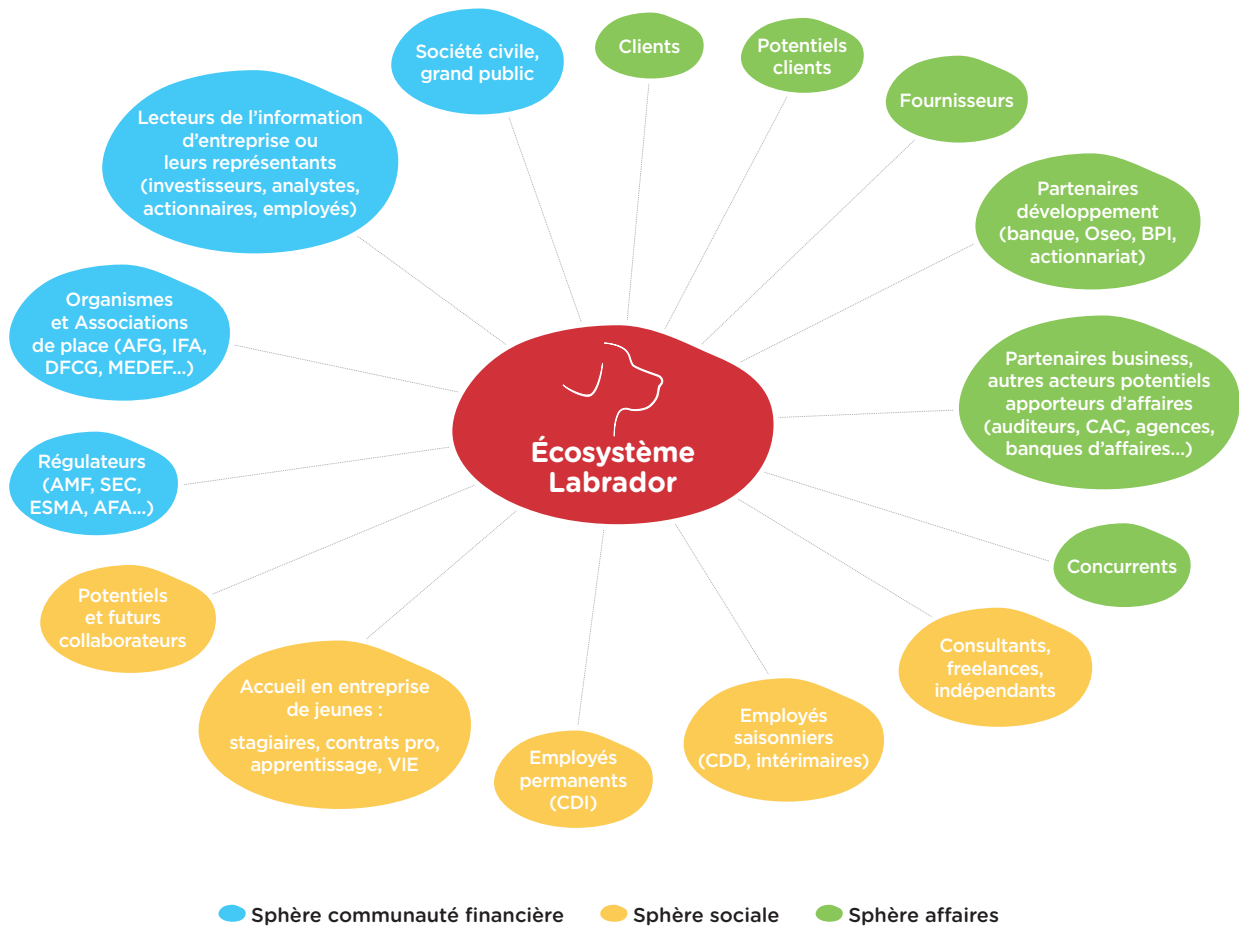 Société civile,
grand public
Clients
Potentiels
clients
Fournisseurs
Lecteurs de l'information
d'entreprise ou
leurs représentants
(investisseurs, analystes,
actionnaires, employés)
Partenaires
développement
(banque, Oseo, BPI,
actionnariat)
Organismes
et Associations
de place (AFG, IFA,
DFCG, MEDEF...)
Partenaires business,
autres acteurs potentiels
apporteurs d'affaires
(auditeurs, CAC, agences,
banques d'affaires...)
Écosystème
Labrador
Régulateurs
(AMF, SEC,
ESMA, AFA...)
Concurrents
Potentiels
et futurs
collaborateurs
Consultants,
freelances,
indépendants
Accueil en entreprise
de jeunes :
stagiaires, contrats pro,
apprentissage, VIE
Employés
saisonniers
(CDD, intérimaires)
Employés
permanents
(CDI)
Sphère communauté financière
Sphère sociale
Sphère affaires